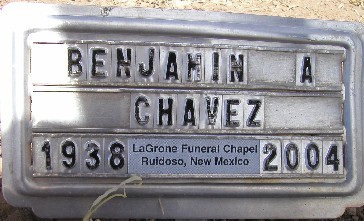 BENJAMIN A
CHAVEZ
1938 LaGrone Funeral Chapel 2004
Ruidoso, New Mexico